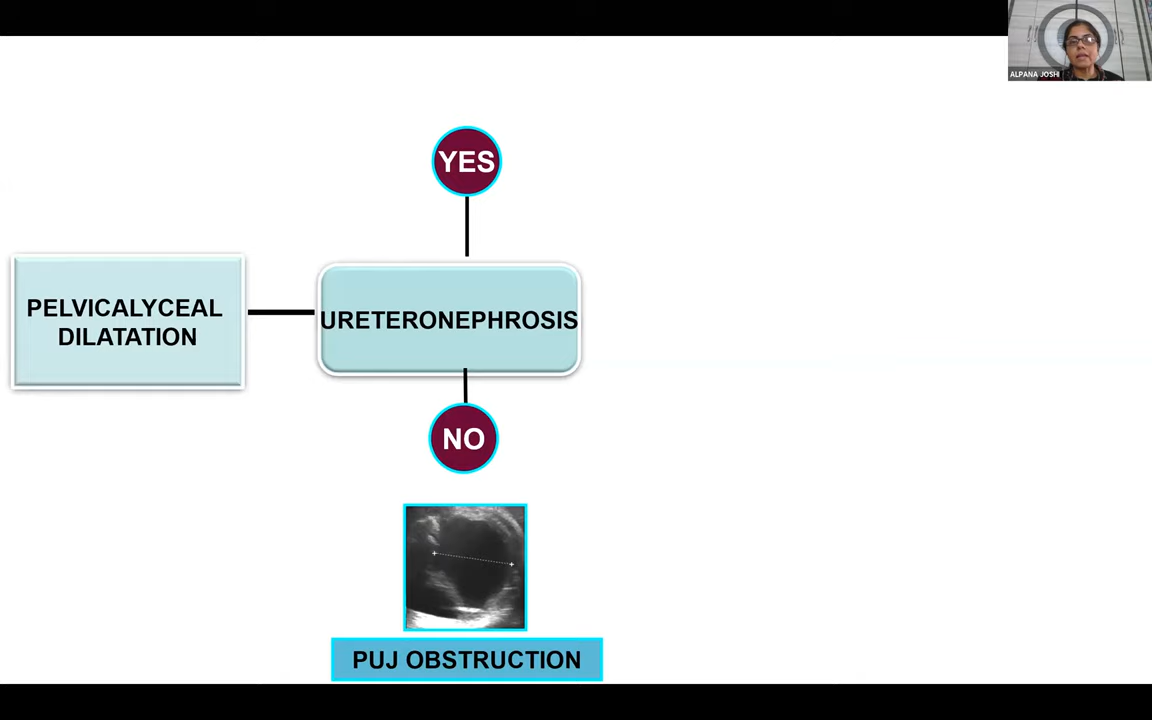 ALPANA JOSHI
YES
PELVICALYCEAL
DILATATION
URETERONEPHROSIS
NO
PUJ OBSTRUCTION